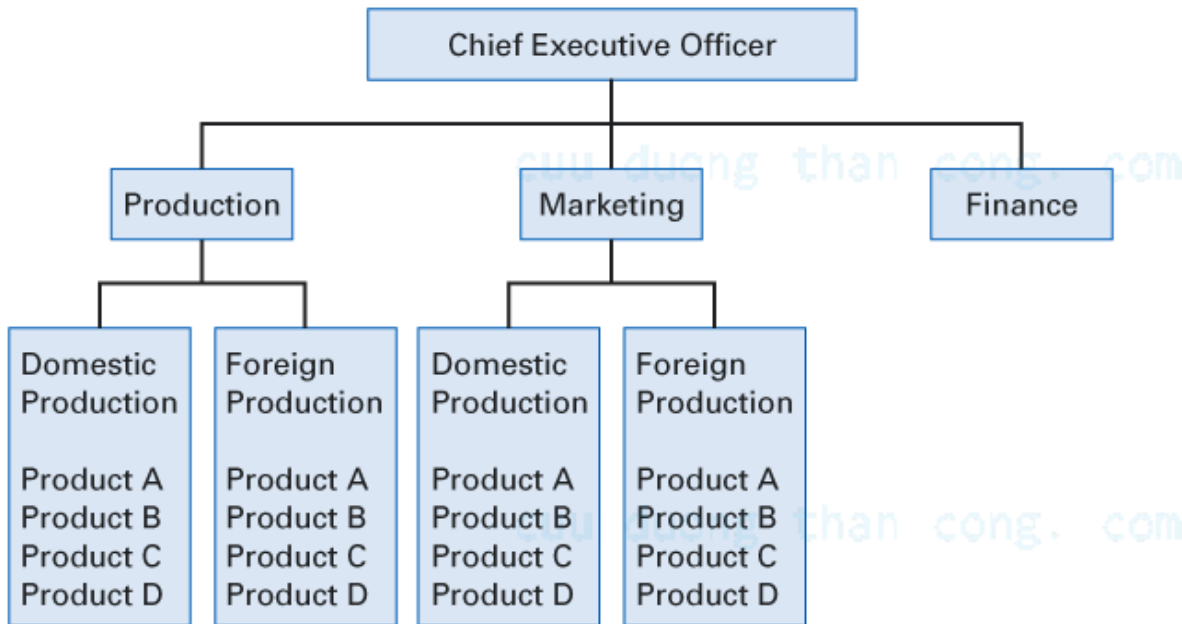 Chief Executive Officer
cuu duong than cong. com
Production
Marketing
Finance
Domestic
Production
Product A
Product B
Product C
Product D
Foreign
Production
Product A
Product B
Product C
Product D
Domestic
Production
Product A
Product B
Product C
Product D
Foreign
Production
Product A
Product B
Product C
Product D
cuu duong than cong. com